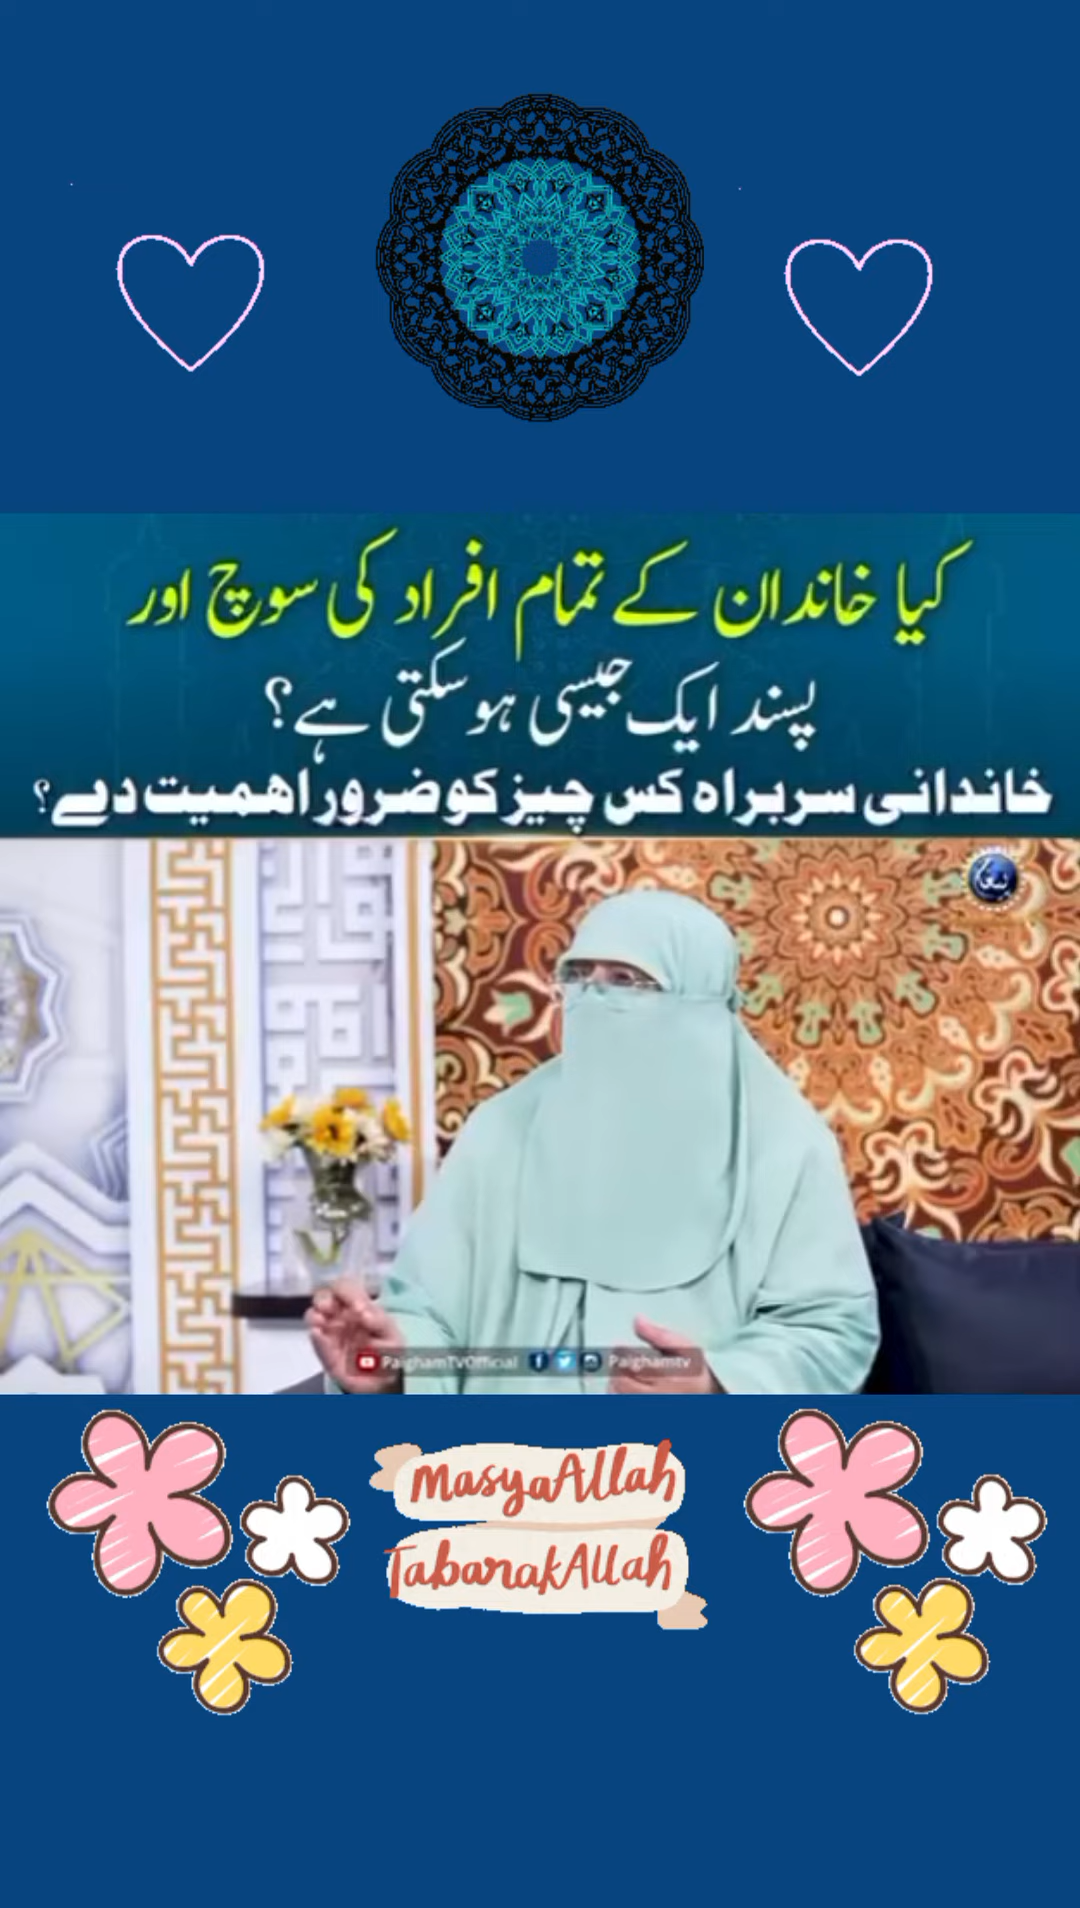 کیا خاندان کے تمام افراد کی سوچ اور
پسند ایک جیسی ہو سکتی ہے؟
خاندانی سربراہ کس چیز کو ضرور اہمیت دے؟
پیغام
PaighamTVOfficial Paighamtv
MasyaAllah
TabarakAllah